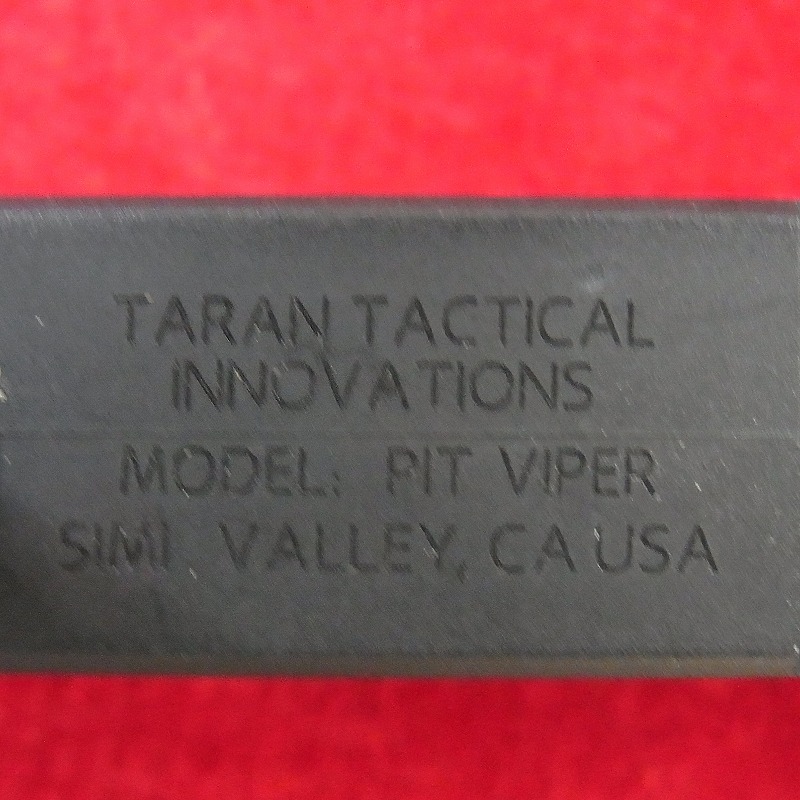 TARAN TACTICAL
INNOVATIONS
MODEL: PIT VIPER
SIMI VALLEY, CA USA